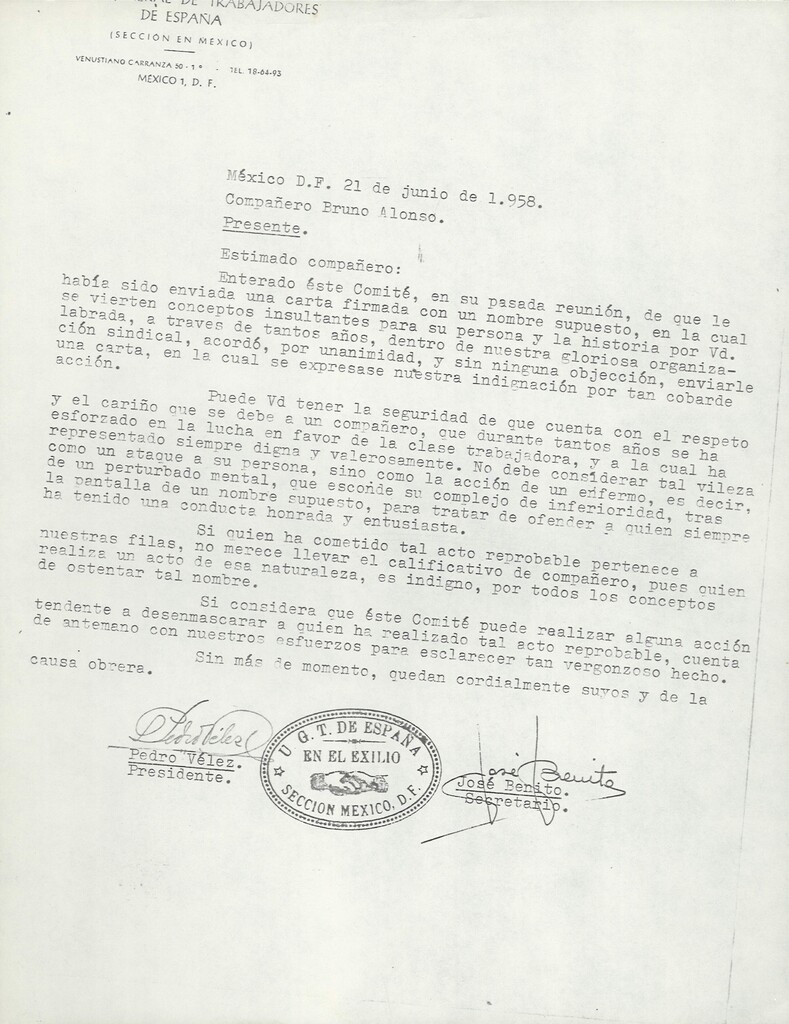 DE TRABAJADORES
DE ESPAÑA
(SECCION EN MEXICO)
VENUSTIANO CARRANZA 50 - 1º - TEL. 18-64-93
MEXICO 1, D. F.
México D.F. 21 de junio de 1.958.
Compañero Bruno Alonso.
Presente.
Estimado compañero:
Enterado éste Comité, en su pasada reunión, de que le
había sido enviada una carta firmada con un nombre supuesto, en la cual
se vierten conceptos insultantes para su persona y la historia por Vd.
labrada, a traves de tantos años, dentro de nuestra gloriosa organiza-
ción sindical, acordó, por unanimidad, y sin ninguna objección, enviarle
una carta, en la cual se expresase nuestra indignación por tan cobarde
acción.
Puede Vd tener la seguridad de que cuenta con el respeto
y el cariño que se debe a un compañero, que durante tantos años se ha
esforzado en la lucha en favor de la clase trabajadora, y a la cual ha
representado siempre digna y valerosamente. No debe considerar tal vileza
como un ataque a su persona, sino como la acción de un enfermo, es decir,
de un perturbado mental, que esconde su complejo de inferioridad, tras
la pantalla de un nombre supuesto, para tratar de ofender a quien siempre
ha tenido una conducta honrada y entusiasta.
Si quien ha cometido tal acto reprobable pertenece a
nuestras filas, no merece llevar el calificativo de compañero, pues quien
realiza un acto de esa naturaleza, es indigno, por todos los conceptos
de ostentar tal nombre.
Si considera que éste Comité puede realizar alguna acción
tendente a desenmascarar a quien ha realizado tal acto reprobable, cuenta
de antemano con nuestros esfuerzos para esclarecer tan vergonzoso hecho.
Sin más de momento, quedan cordialmente suyos y de la
causa obrera.
Pedro Vélez
Pedro Vélez.
Presidente.
U. G. T. DE ESPAÑA
EN EL EXILIO
SECCION MEXICO, D.F.
José Benito
José Benito.
Secretario.